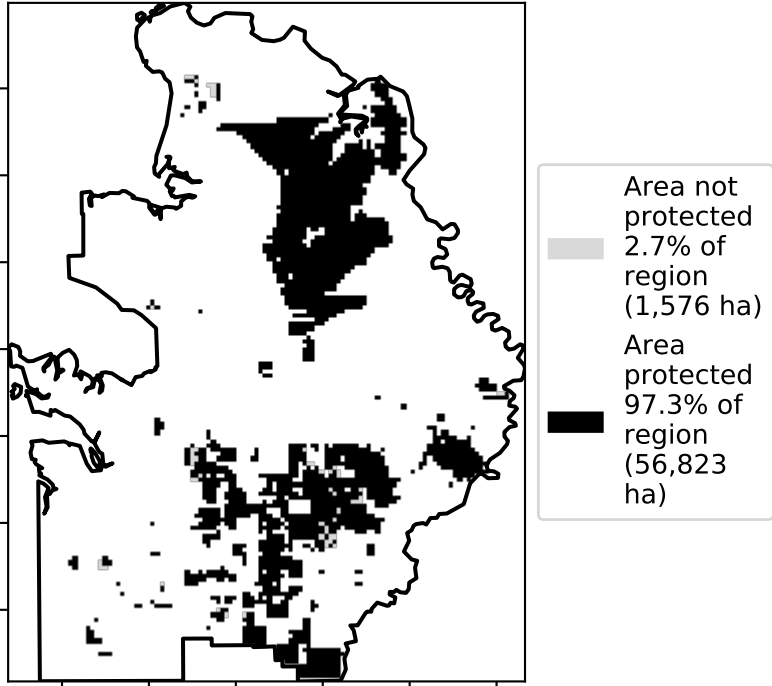 Area not
protected
2.7% of
region
(1,576 ha)
Area
protected
97.3% of
region
(56,823
ha)